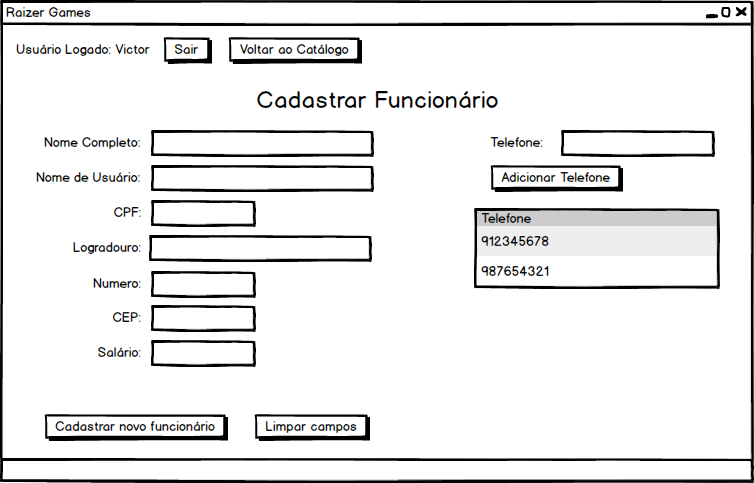 Raizer Games
Usuário Logado: Victor
Sair
Voltar ao Catálogo
Cadastrar Funcionário
Nome Completo:
Nome de Usuário:
CPF:
Logradouro:
Numero:
CEP:
Salário:
Telefone:
Adicionar Telefone
Telefone
912345678
987654321
Cadastrar novo funcionário
Limpar campos